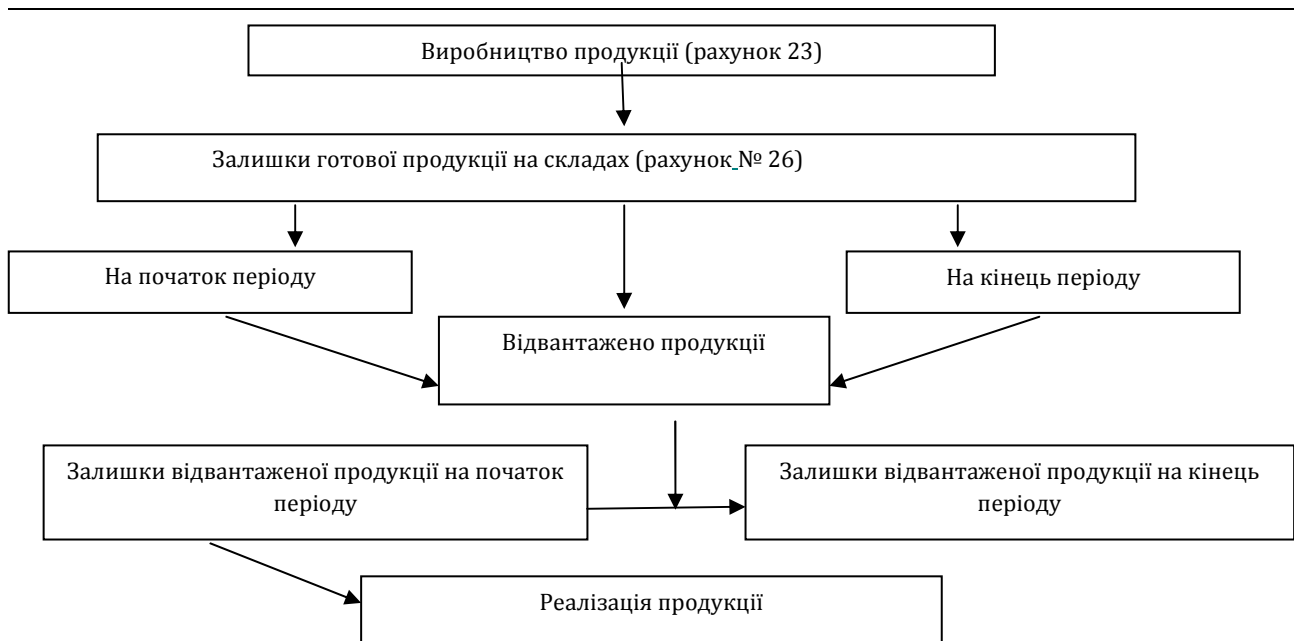 Виробництво продукції (рахунок 23)
Залишки готової продукції на складах (рахунок № 26)
На початок періоду
На кінець періоду
Відвантажено продукції
Залишки відвантаженої продукції на початок
періоду
Залишки відвантаженої продукції на кінець
періоду
Реалізація продукції